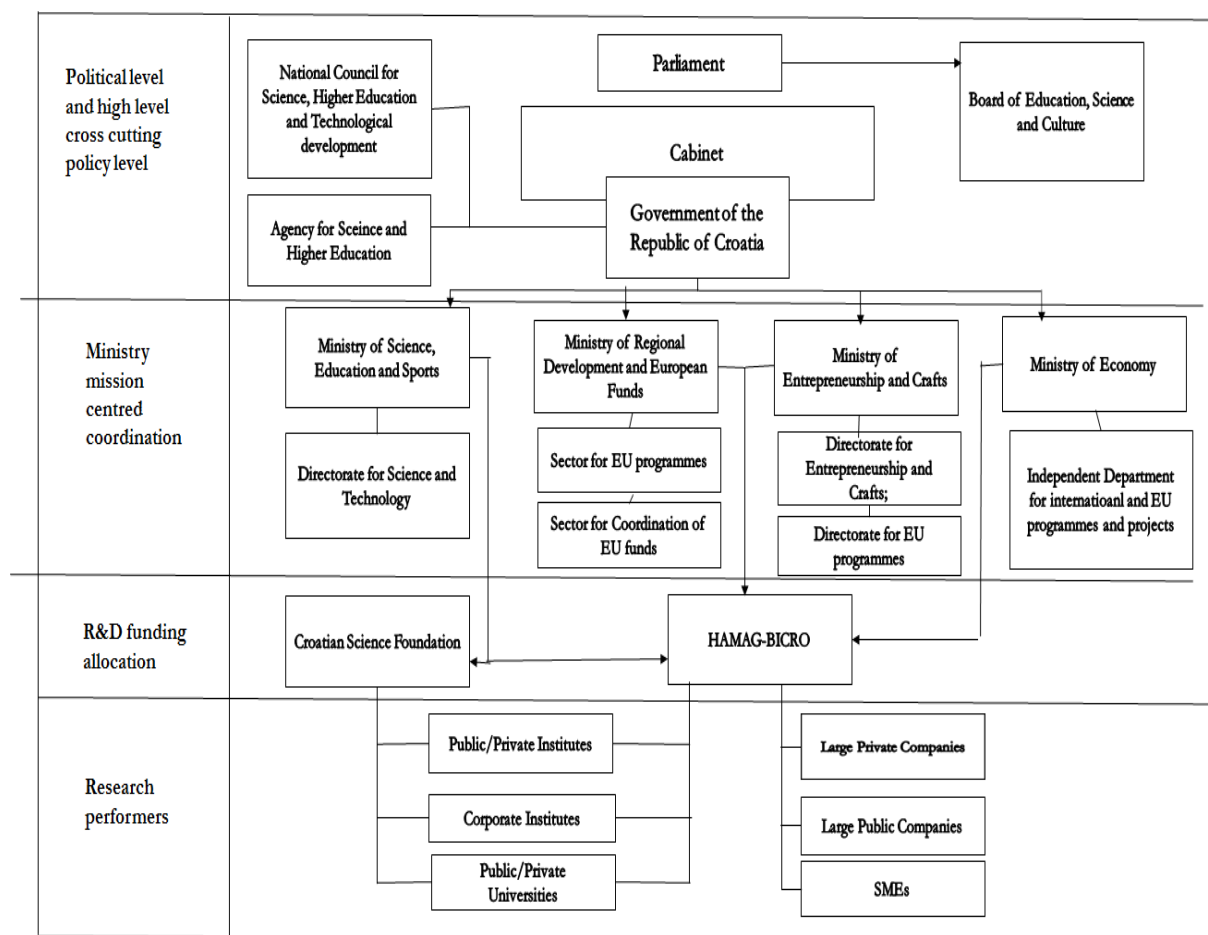 Political level
and high level
cross cutting
policy level
National Council for
Science, Higher Education
and Technological
development
Parliament
Board of Education, Science
and Culture
Cabinet
Agency for Sceince and
Higher Education
Government of the
Republic of Croatia
Ministry
mission
centred
coordination
Ministry of Science,
Education and Sports
Ministry of Regional
Development and European
Funds
Ministry of
Entrepreneurship and Crafts
Ministry of Economy
Directorate for Science and
Technology
Sector for EU programmes
Sector for Coordination of
EU funds
Directorate for
Entrepreneurship and
Crafts;
Directorate for EU
programmes
Independent Department
for internatioanl and EU
programmes and projects
R&D funding
allocation
Croatian Science Foundation
HAMAG-BICRO
Research
performers
Public/Private Institutes
Corporate Institutes
Public/Private
Universities
Large Private Companies
Large Public Companies
SMEs